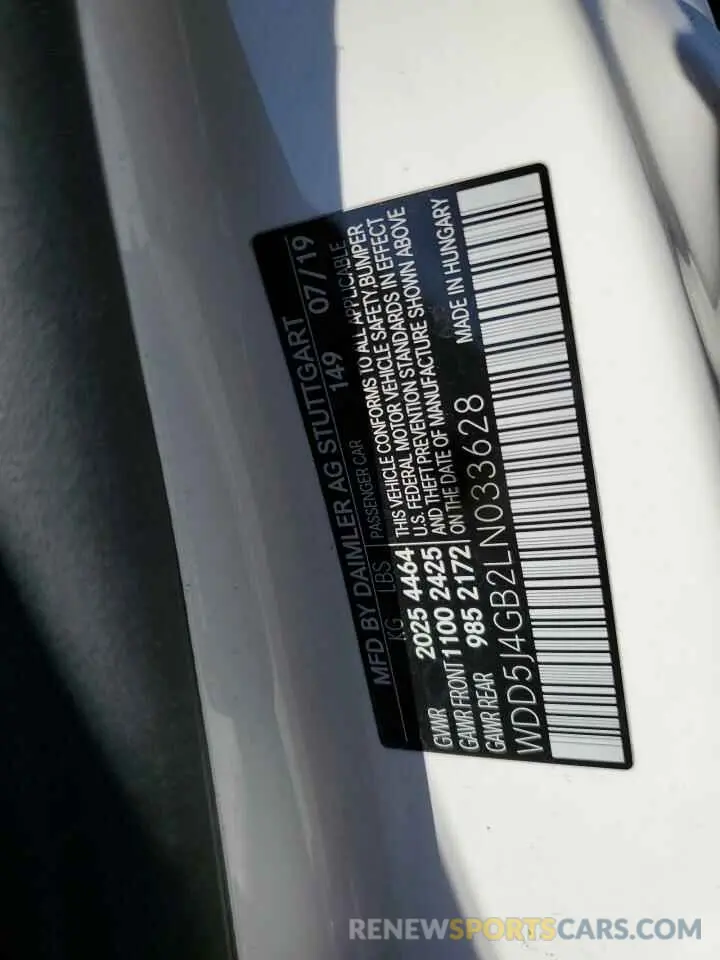 MFD BY DAIMLER AG STUTTGART
149 07/19
KG LBS PASSENGER CAR
GVWR 2025 4464 THIS VEHICLE CONFORMS TO ALL APPLICABLE
GAWR FRONT 1100 2425 U.S. FEDERAL MOTOR VEHICLE SAFETY, BUMPER
GAWR REAR 985 2172 AND THEFT PREVENTION STANDARDS IN EFFECT
ON THE DATE OF MANUFACTURE SHOWN ABOVE
WDD5J4GB2LN033628 MADE IN HUNGARY
RENEWSPORTSCARS.COM